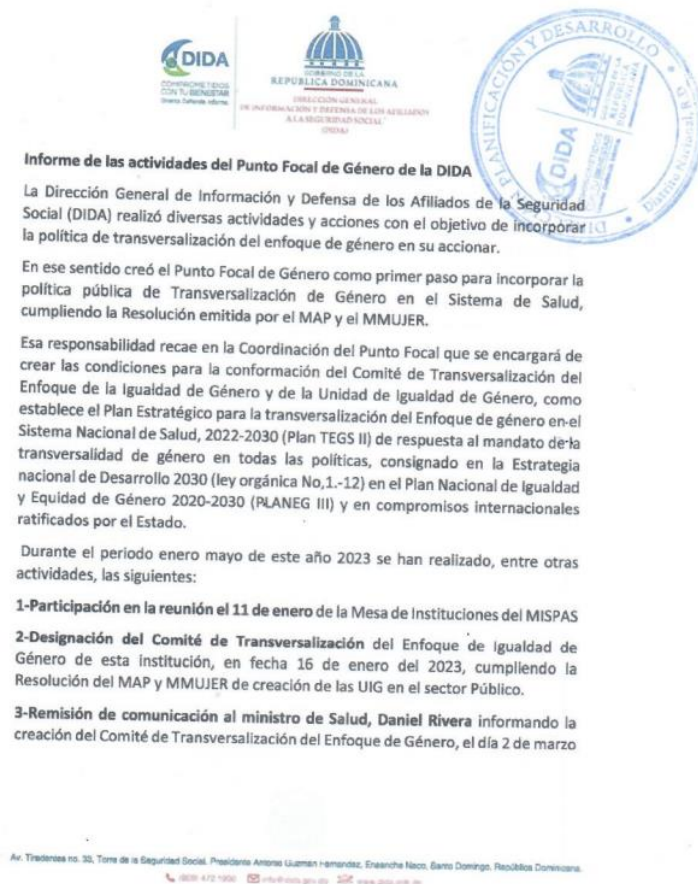 DIDA
COMPROMETIDOS
CON TU BIENESTAR
Orienta Defiende Informa
GOBIERNO DE LA
REPÚBLICA DOMINICANA
DIRECCIÓN GENERAL
DE INFORMACIÓN Y DEFENSA DE LOS AFILIADOS
A LA SEGURIDAD SOCIAL
(DIDA)
PLANIFICACIÓN Y DESARROLLO
DIDA
Informe de las actividades del Punto Focal de Género de la DIDA
La Dirección General de Información y Defensa de los Afiliados de la Seguridad
Social (DIDA) realizó diversas actividades y acciones con el objetivo de incorporar
la política de transversalización del enfoque de género en su accionar.
En ese sentido creó el Punto Focal de Género como primer paso para incorporar la
política pública de Transversalización de Género en el Sistema de Salud,
cumpliendo la Resolución emitida por el MAP y el MMUJER.
Esa responsabilidad recae en la Coordinación del Punto Focal que se encargará de
crear las condiciones para la conformación del Comité de Transversalización del
Enfoque de la Igualdad de Género y de la Unidad de Igualdad de Género, como
establece el Plan Estratégico para la transversalización del Enfoque de género en el
Sistema Nacional de Salud, 2022-2030 (Plan TEGS II) de respuesta al mandato de la
transversalidad de género en todas las políticas, consignado en la Estrategia
nacional de Desarrollo 2030 (ley orgánica No,1.-12) en el Plan Nacional de Igualdad
y Equidad de Género 2020-2030 (PLANEG III) y en compromisos internacionales
ratificados por el Estado.
Durante el periodo enero mayo de este año 2023 se han realizado, entre otras
actividades, las siguientes:
1-Participación en la reunión el 11 de enero de la Mesa de Instituciones del MISPAS
2-Designación del Comité de Transversalización del Enfoque de Igualdad de
Género de esta institución, en fecha 16 de enero del 2023, cumpliendo la
Resolución del MAP y MMUJER de creación de las UIG en el sector Público.
3-Remisión de comunicación al ministro de Salud, Daniel Rivera informando la
creación del Comité de Transversalización del Enfoque de Género, el día 2 de marzo
Av. Tiradentes no. 33, Torre de la Seguridad Social, Presidente Antonio Guzmán Fernández, Ensanche Naco, Santo Domingo, República Dominicana.